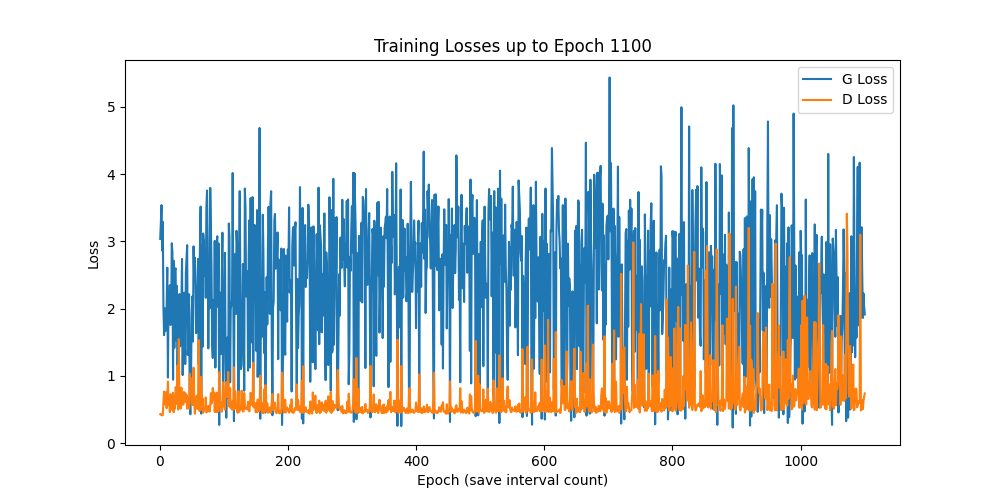 Training Losses up to Epoch 1100
G Loss
D Loss
5
4
3
2
1
0
Loss
0 200 400 600 800 1000
Epoch (save interval count)